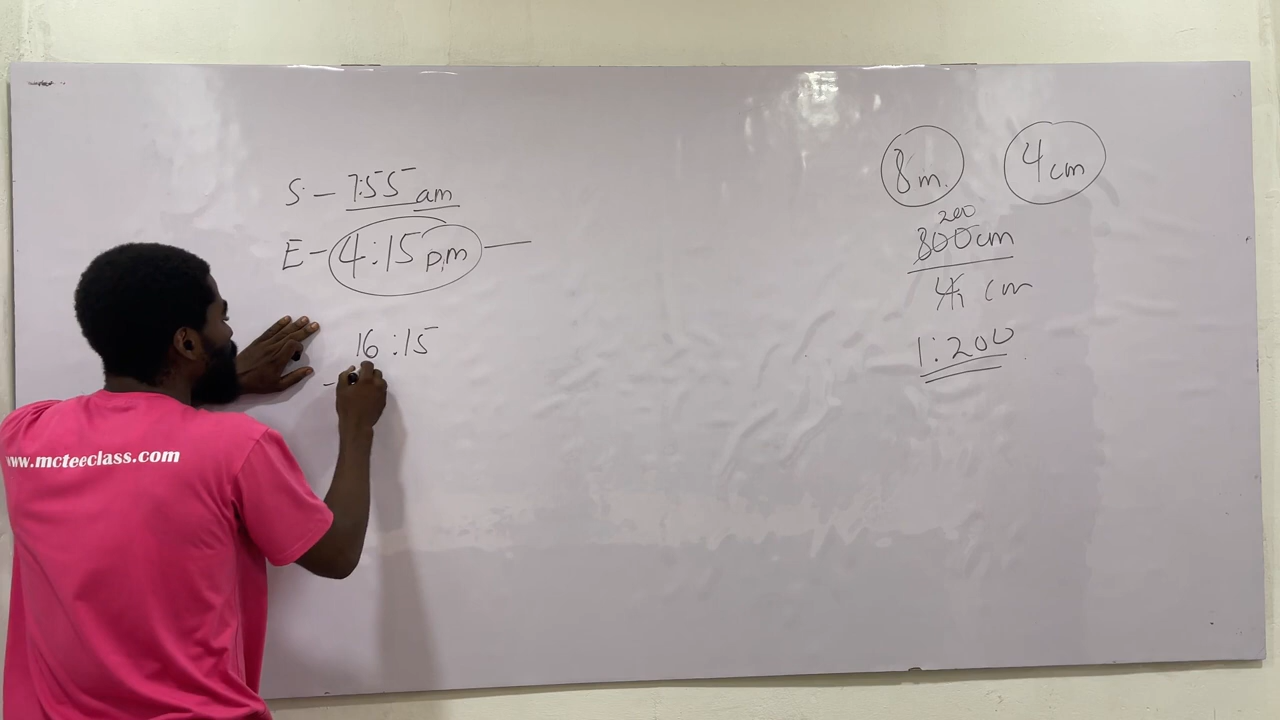 S - 7:55 am
E - 4:15 pm -
16:15
-
8m. 4cm
200
800cm
4 1 cm
1:200
www.mcteeclass.com